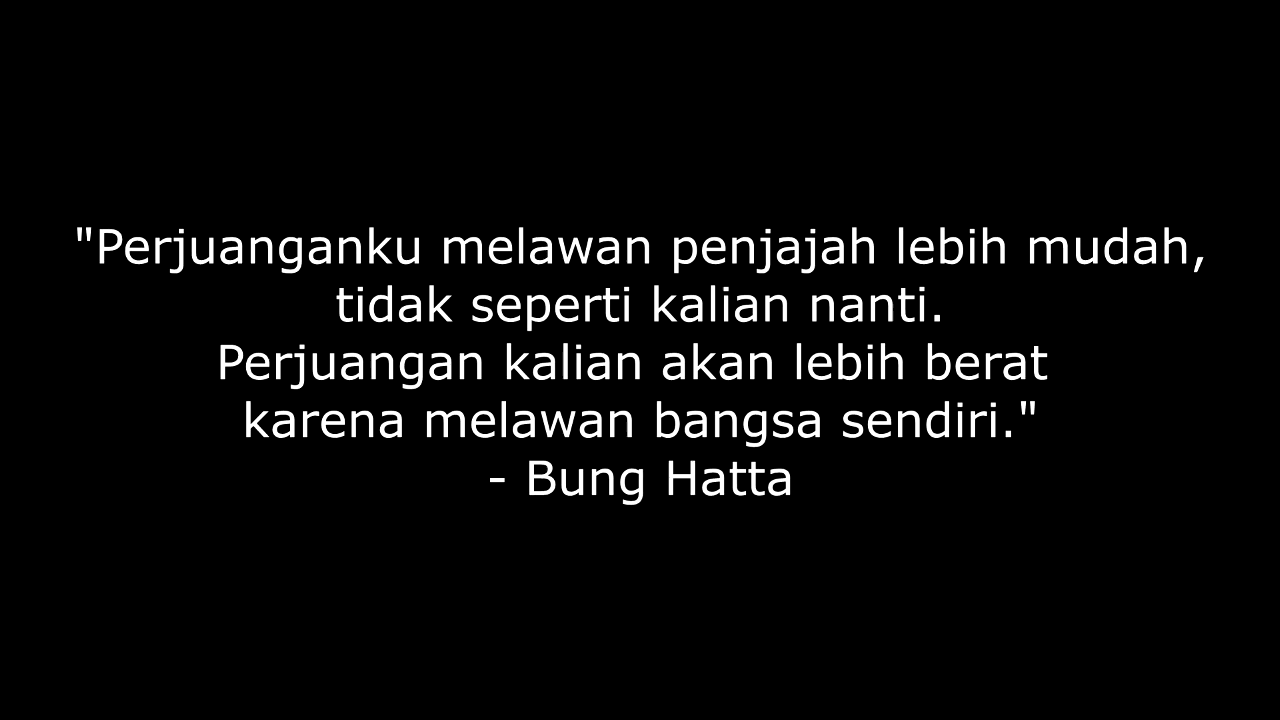 "Perjuanganku melawan penjajah lebih mudah,
tidak seperti kalian nanti.
Perjuangan kalian akan lebih berat
karena melawan bangsa sendiri."
- Bung Hatta